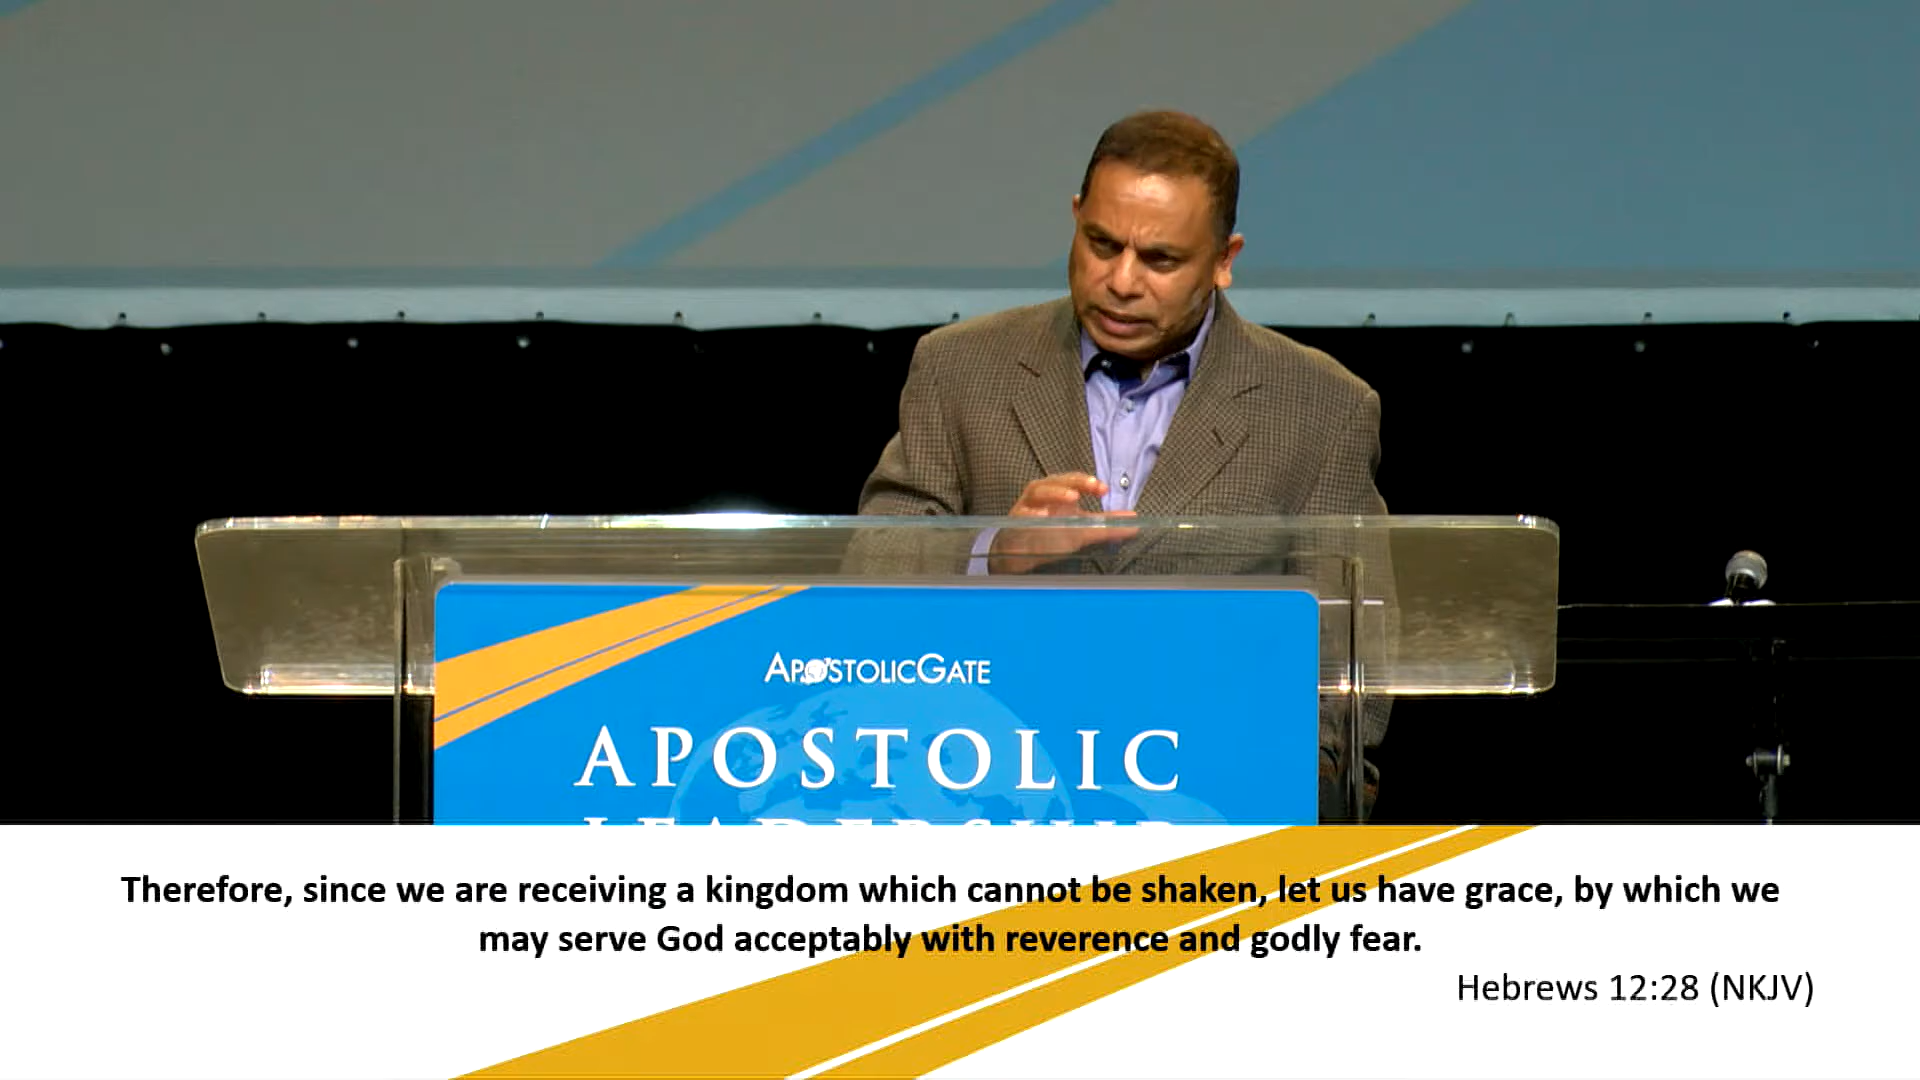 APOSTOLICGATE
APOSTOLIC
LEADERSHIP
Therefore, since we are receiving a kingdom which cannot be shaken, let us have grace, by which we
may serve God acceptably with reverence and godly fear.
Hebrews 12:28 (NKJV)